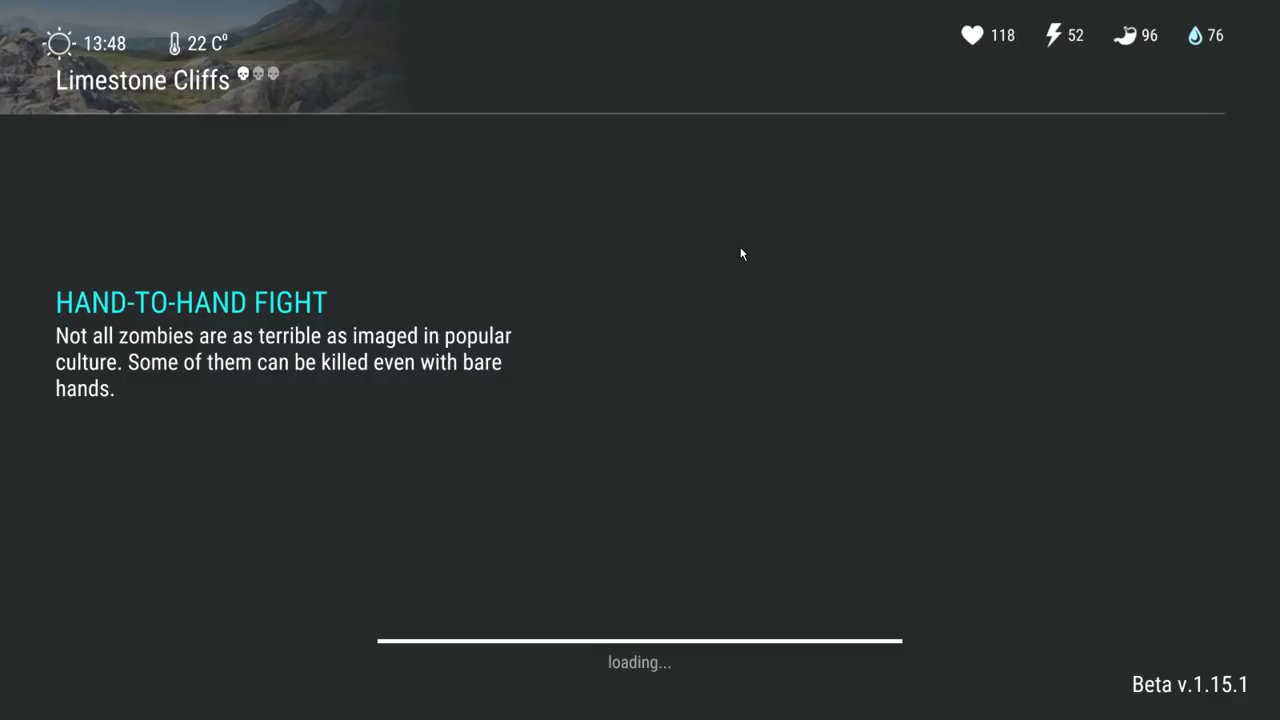 13:48 22 Cº 118 52 96 76
Limestone Cliffs
HAND-TO-HAND FIGHT
Not all zombies are as terrible as imaged in popular
culture. Some of them can be killed even with bare
hands.
loading...
Beta v.1.15.1